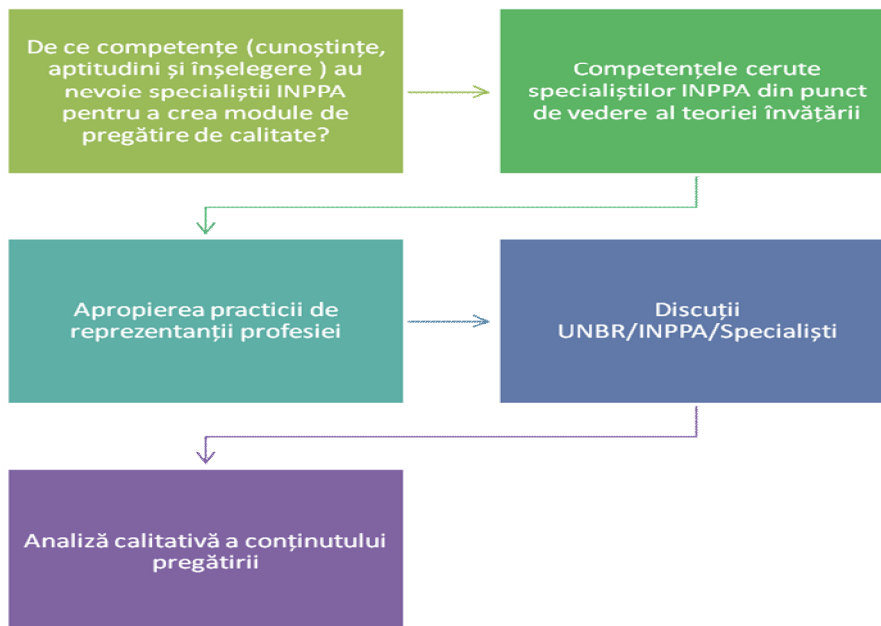 De ce competențe (cunoștințe,
aptitudini și înșelegere ) au
nevoie specialiștii INPPA
pentru a crea module de
pregătire de calitate?
Competențele cerute
specialiștilor INPPA din punct
de vedere al teoriei învățării
Apropierea practicii de
reprezentanții profesiei
Discuții
UNBR/INPPA/Specialiști
Analiză calitativă a conținutului
pregătirii